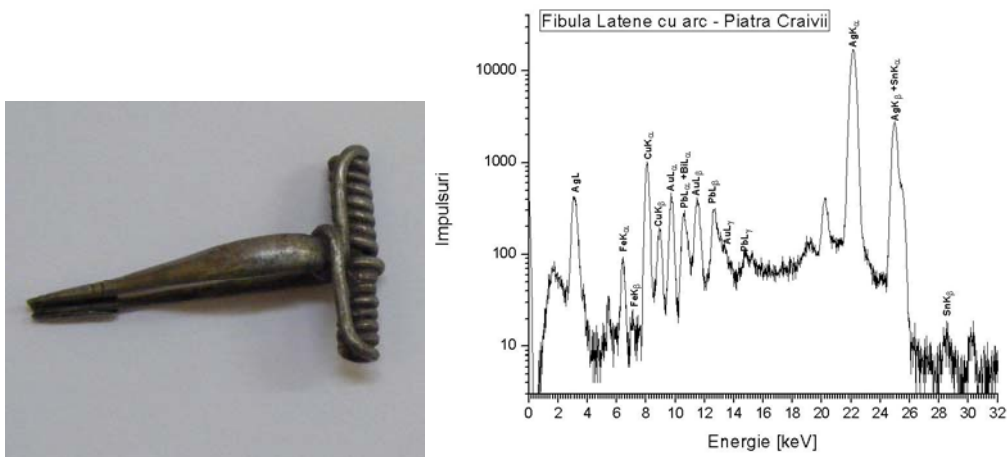 Fibula Latene cu arc - Piatra Craivii
Impulsuri
10000
1000
100
10
AgL
FeKα
FeKβ
CuKα
CuKβ
AuLα
PbLα +BiLα
AuLβ
PbLβ
AuLγ
PbLγ
AgKα
AgKβ +SnKα
SnKβ
0 2 4 6 8 10 12 14 16 18 20 22 24 26 28 30 32
Energie [keV]